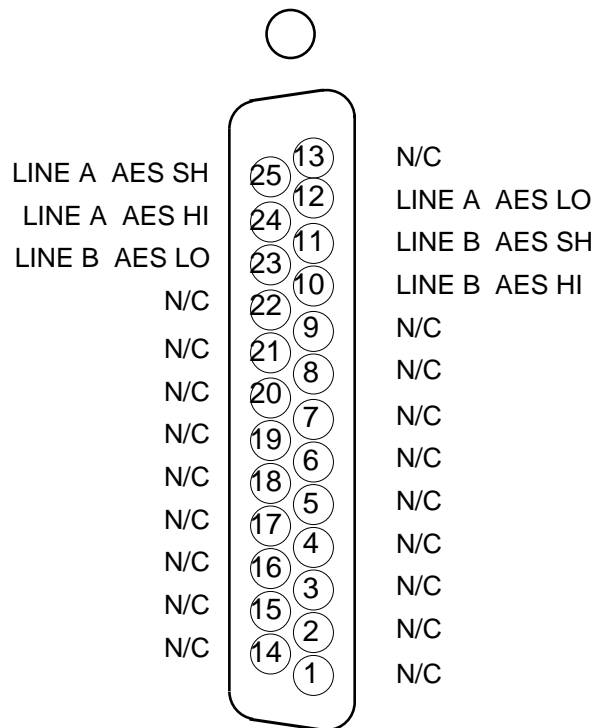 13 N/C
LINE A AES SH 25
12 LINE A AES LO
LINE A AES HI 24
11 LINE B AES SH
LINE B AES LO 23
10 LINE B AES HI
N/C 22
9 N/C
N/C 21
8 N/C
N/C 20
7 N/C
N/C 19
6 N/C
N/C 18
5 N/C
N/C 17
4 N/C
N/C 16
3 N/C
N/C 15
2 N/C
N/C 14
1 N/C